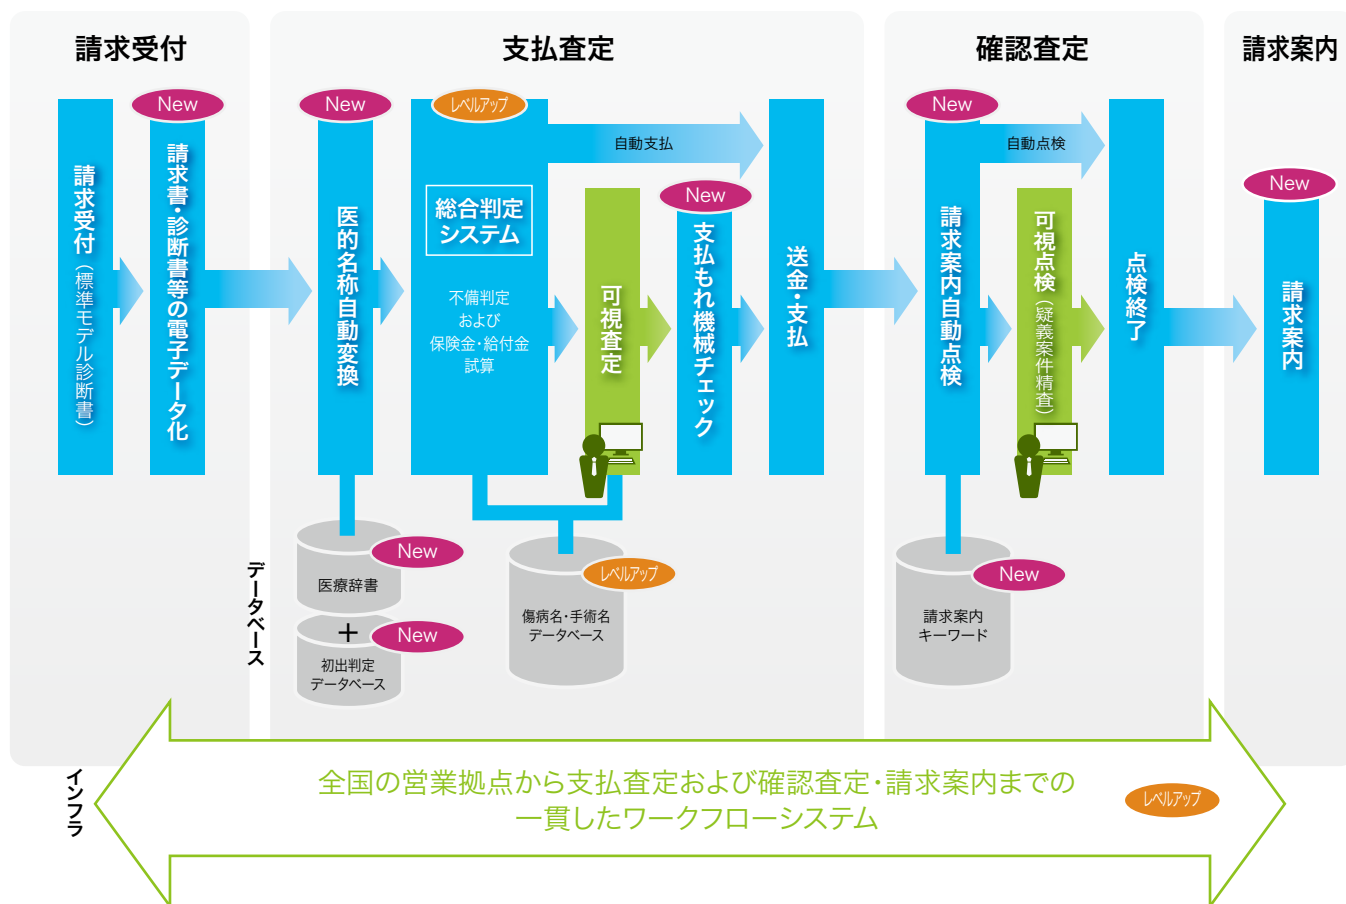 請求受付
支払査定
確認査定
請求案内
請求受付（標準モデル診断書）
New
請求書・診断書等の電子データ化
New
医的名称自動変換
レベルアップ
総合判定
システム
不備判定
および
保険金・給付金
試算
自動支払
可視査定
New
支払もれ機械チェック
送金・支払
New
請求案内自動点検
自動点検
可視点検（疑義案件精査）
点検終了
New
請求案内
データベース
New
医療辞書
+
New
初出判定
データベース
レベルアップ
傷病名・手術名
データベース
New
請求案内
キーワード
インフラ
全国の営業拠点から支払査定および確認査定・請求案内までの
一貫したワークフローシステム
レベルアップ